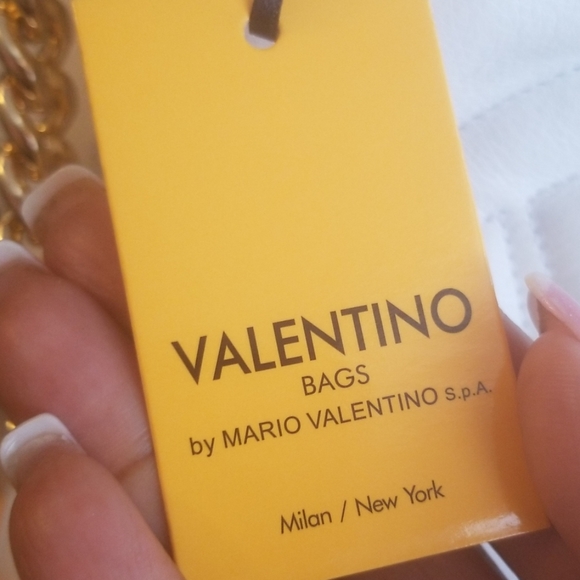 VALENTINO
BAGS
by MARIO VALENTINO S.p.A.
Milan / New York